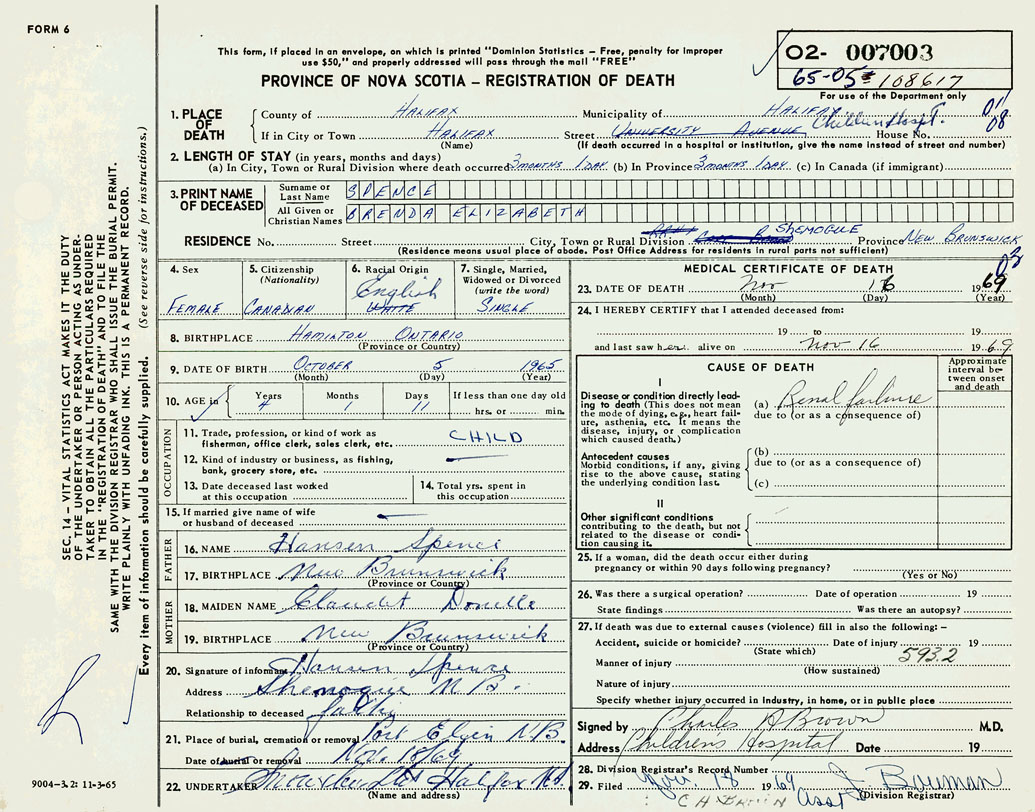 FORM 6
This form, if placed in an envelope, on which is printed "Dominion Statistics - Free, penalty for improper
use $50," and properly addressed will pass through the mail "FREE"
PROVINCE OF NOVA SCOTIA - REGISTRATION OF DEATH
02- 007003
65-05 108617
For use of the Department only
SEC. 14 - VITAL STATISTICS ACT MAKES IT THE DUTY
OF THE UNDERTAKER OR PERSON ACTING AS UNDER-
TAKER TO OBTAIN ALL THE PARTICULARS REQUIRED
IN THE "REGISTRATION OF DEATH" AND TO FILE THE
SAME WITH THE DIVISION REGISTRAR WHO SHALL ISSUE THE BURIAL PERMIT.
WRITE PLAINLY WITH UNFADING INK. THIS IS A PERMANENT RECORD.
Every item of information should be carefully supplied. (See reverse side for instructions.)
1. PLACE OF DEATH
County of HALIFAX Municipality of HALIFAX 01/08
If in City or Town HALIFAX Street UNIVERSITY AVENUE Children Hospt. House No.
(Name) (If death occurred in a hospital or institution, give the name instead of street and number)
2. LENGTH OF STAY (in years, months and days)
(a) In City, Town or Rural Division where death occurred 3 MONTHS 1 DAY (b) In Province 3 MONTHS 1 DAY (c) In Canada (if immigrant)
3. PRINT NAME OF DECEASED
Surname or Last Name SPENCE
All Given or Christian Names BRENDA ELIZABETH
RESIDENCE No. Street City, Town or Rural Division SHEMOGUE Province NEW BRUNSWICK
(Residence means usual place of abode. Post Office Address for residents in rural parts not sufficient)
03
4. Sex FEMALE
5. Citizenship (Nationality) CANADIAN
6. Racial Origin English WHITE
7. Single, Married, Widowed or Divorced (write the word) SINGLE
8. BIRTHPLACE HAMILTON ONTARIO
(Province or Country)
9. DATE OF BIRTH OCTOBER 5 1965
(Month) (Day) (Year)
10. AGE in Years 4 Months 1 Days 11 If less than one day old hrs. or min.
OCCUPATION
11. Trade, profession, or kind of work as fisherman, office clerk, sales clerk, etc. CHILD
12. Kind of industry or business, as fishing, bank, grocery store, etc.
13. Date deceased last worked at this occupation
14. Total yrs. spent in this occupation
15. If married give name of wife or husband of deceased
FATHER
16. NAME Hansen Spence
17. BIRTHPLACE New Brunswick
(Province or Country)
MOTHER
18. MAIDEN NAME
19. BIRTHPLACE New Brunswick
(Province or Country)
20. Signature of informant Hansen Spence
Address Shemogue N.B.
Relationship to deceased father
21. Place of burial, cremation or removal Port Elgin N.B.
Date of burial or removal Nov. 18/69
22. UNDERTAKER Halifax N.S.
(Name and address)
MEDICAL CERTIFICATE OF DEATH
23. DATE OF DEATH Nov 16 1969
(Month) (Day) (Year)
24. I HEREBY CERTIFY that I attended deceased from:
19 to 19
and last saw her alive on Nov 16 1969
CAUSE OF DEATH
Approximate interval between onset and death
I
Disease or condition directly leading to death (This does not mean the mode of dying, e.g., heart failure, asthenia, etc. It means the disease, injury, or complication which caused death.)
(a) Renal failure
due to (or as a consequence of)
Antecedent causes
Morbid conditions, if any, giving rise to the above cause, stating the underlying condition last.
(b)
due to (or as a consequence of)
(c)
II
Other significant conditions
contributing to the death, but not related to the disease or condition causing it.
25. If a woman, did the death occur either during
pregnancy or within 90 days following pregnancy?
(Yes or No)
26. Was there a surgical operation? Date of operation 19
State findings Was there an autopsy?
27. If death was due to external causes (violence) fill in also the following: -
Accident, suicide or homicide? Date of injury 19
(State which) 593.2
Manner of injury
(How sustained)
Nature of injury
Specify whether injury occurred in Industry, in home, or in public place
Signed by Charles A Brown M.D.
Address Children's Hospital Date 19
28. Division Registrar's Record Number
29. Filed Nov 18 1969 J Bowman
Asst (Division Registrar)
9004-3.2: 11-3-65